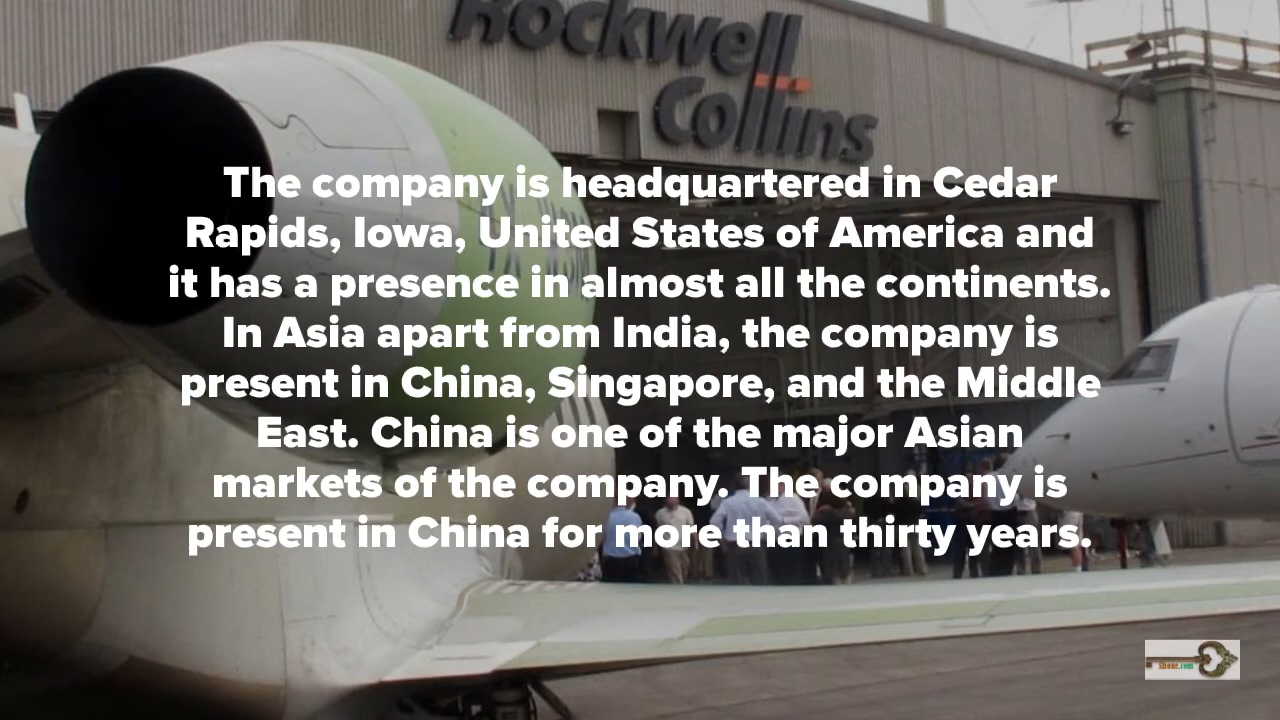 Rockwell
Collins
The company is headquartered in Cedar
Rapids, Iowa, United States of America and
it has a presence in almost all the continents.
In Asia apart from India, the company is
present in China, Singapore, and the Middle
East. China is one of the major Asian
markets of the company. The company is
present in China for more than thirty years.